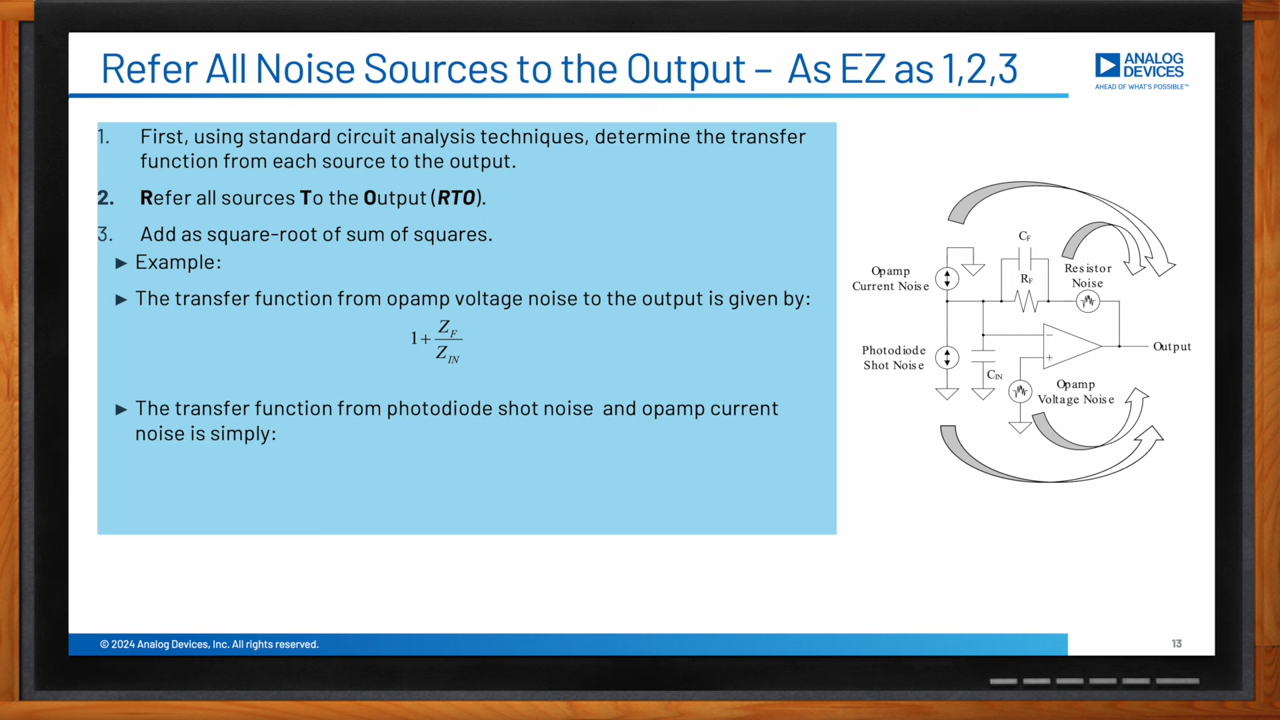 Refer All Noise Sources to the Output – As EZ as 1,2,3
ANALOG
DEVICES
AHEAD OF WHAT'S POSSIBLE™
1. First, using standard circuit analysis techniques, determine the transfer
function from each source to the output.
2. Refer all sources To the Output (RTO).
3. Add as square-root of sum of squares.
► Example:
► The transfer function from opamp voltage noise to the output is given by:
1+ Z_F / Z_IN
► The transfer function from photodiode shot noise and opamp current
noise is simply:
C_F
Opamp
Current Noise
R_F
Resistor
Noise
Photodiode
Shot Noise
−
+
Output
C_IN
Opamp
Voltage Noise
© 2024 Analog Devices, Inc. All rights reserved.
13